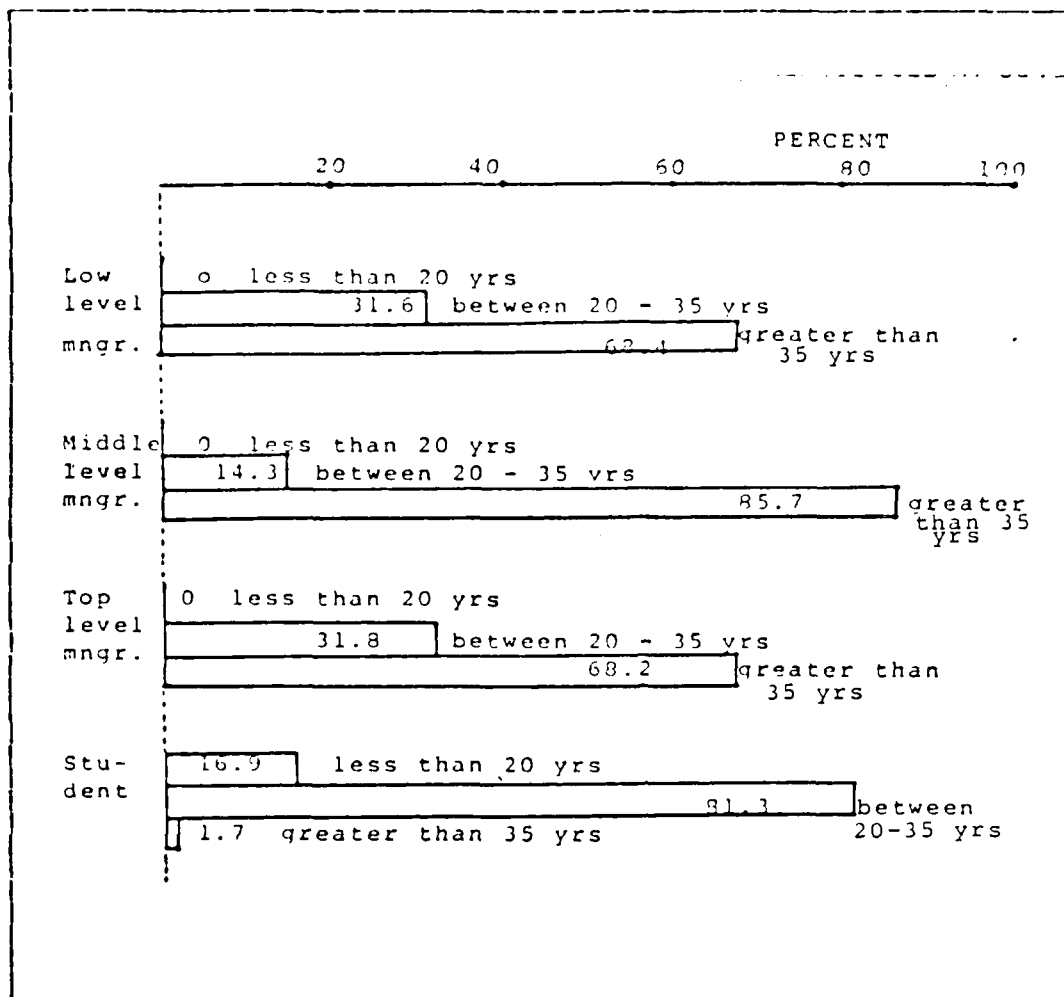 PERCENT
20 40 60 80 100
Low o less than 20 yrs
level 31.6 between 20 - 35 yrs
mngr. 68.4 greater than
35 yrs
Middle 0 less than 20 yrs
level 14.3 between 20 - 35 yrs
mngr. 85.7 greater
than 35
yrs
Top 0 less than 20 yrs
level
31.8 between 20 - 35 yrs
mngr.
68.2 greater than
35 yrs
Stu- 16.9 less than 20 yrs
dent 81.3 between
20-35 yrs
1.7 greater than 35 yrs